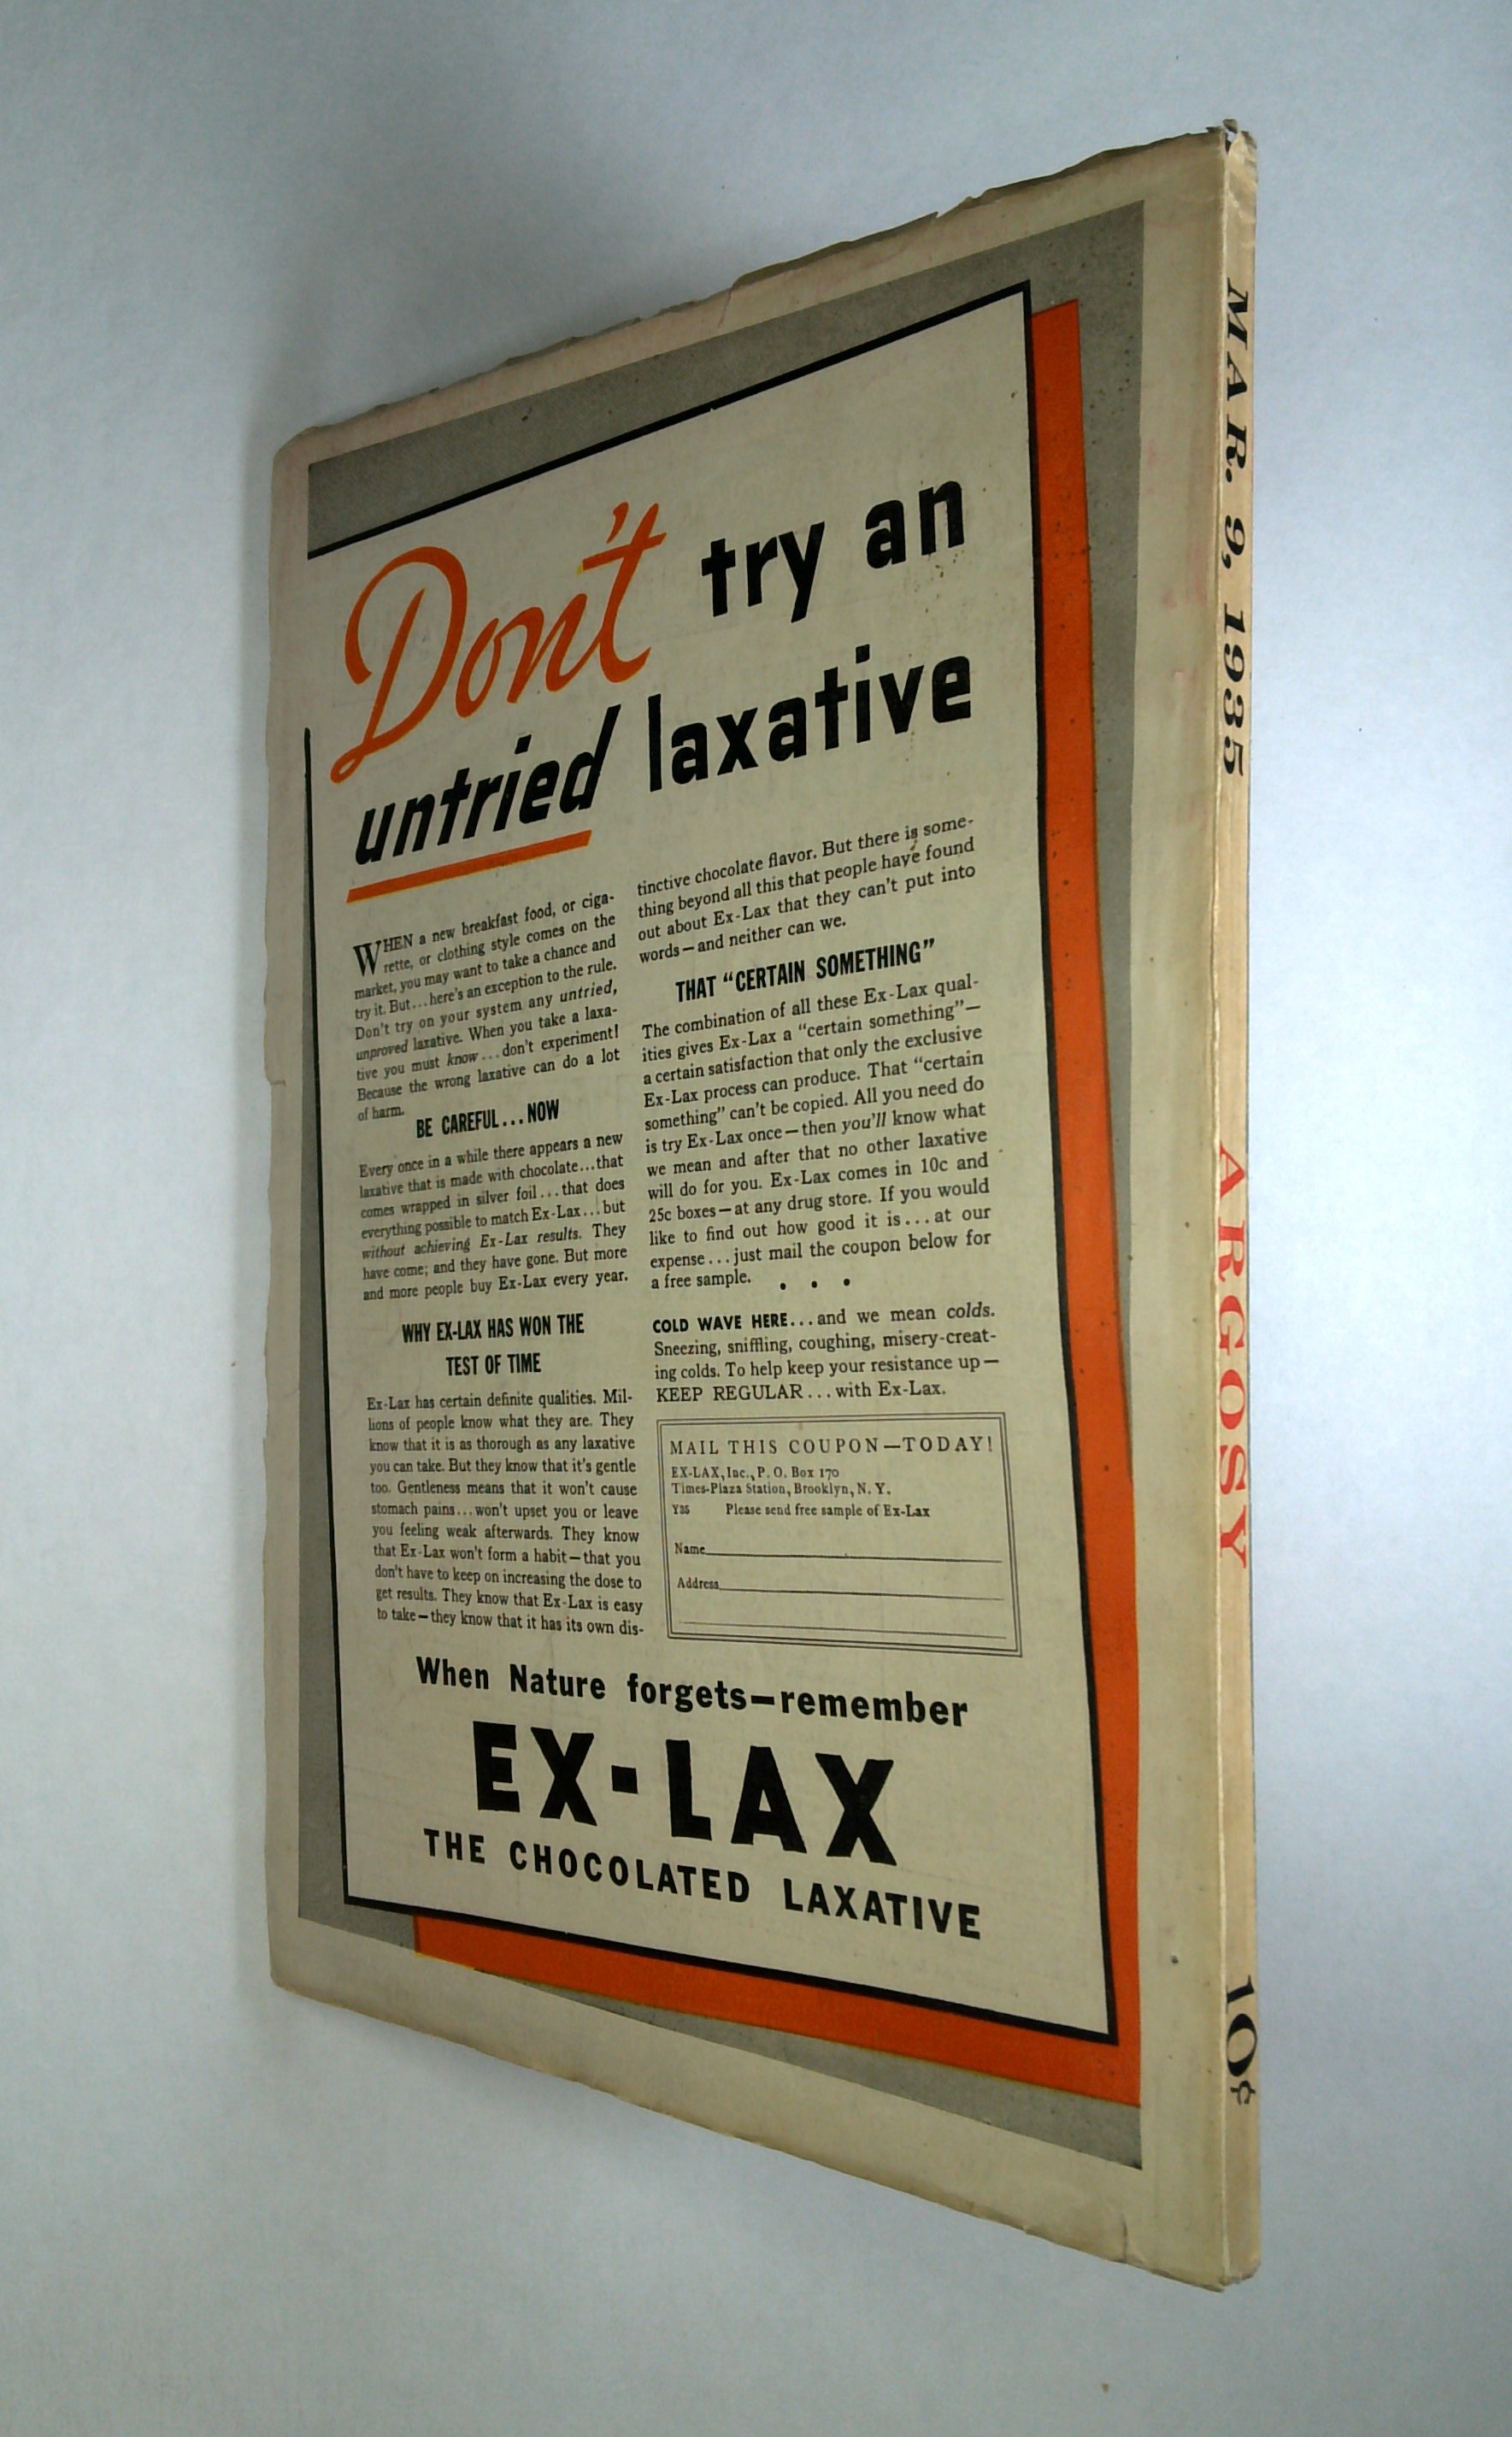 Don't try an
untried laxative
WHEN a new breakfast food, or ciga-
rette, or clothing style comes on the
market, you may want to take a chance and
try it. But...here's an exception to the rule.
Don't try on your system any untried,
unproved laxative. When you take a laxa-
tive you must know...don't experiment!
Because the wrong laxative can do a lot
of harm.
BE CAREFUL...NOW
Every once in a while there appears a new
laxative that is made with chocolate...that
comes wrapped in silver foil...that does
everything possible to match Ex-Lax...but
without achieving Ex-Lax results. They
have come; and they have gone. But more
and more people buy Ex-Lax every year.
WHY EX-LAX HAS WON THE
TEST OF TIME
Ex-Lax has certain definite qualities. Mil-
lions of people know what they are. They
know that it is as thorough as any laxative
you can take. But they know that it's gentle
too. Gentleness means that it won't cause
stomach pains...won't upset you or leave
you feeling weak afterwards. They know
that Ex-Lax won't form a habit—that you
don't have to keep on increasing the dose to
get results. They know that Ex-Lax is easy
to take—they know that it has its own dis-
tinctive chocolate flavor. But there is some-
thing beyond all this that people have found
out about Ex-Lax that they can't put into
words—and neither can we.
THAT "CERTAIN SOMETHING"
The combination of all these Ex-Lax qual-
ities gives Ex-Lax a "certain something"—
a certain satisfaction that only the exclusive
Ex-Lax process can produce. That "certain
something" can't be copied. All you need do
is try Ex-Lax once—then you'll know what
we mean and after that no other laxative
will do for you. Ex-Lax comes in 10c and
25c boxes—at any drug store. If you would
like to find out how good it is...at our
expense...just mail the coupon below for
a free sample.
• • •
COLD WAVE HERE...and we mean colds.
Sneezing, sniffling, coughing, misery-creat-
ing colds. To help keep your resistance up—
KEEP REGULAR...with Ex-Lax.
MAIL THIS COUPON—TODAY!
EX-LAX, Inc., P. O. Box 170
Times-Plaza Station, Brooklyn, N. Y.
Y35 Please send free sample of Ex-Lax
Name
Address
When Nature forgets—remember
EX-LAX
THE CHOCOLATED LAXATIVE
MAR. 9, 1935 ARGOSY 10¢